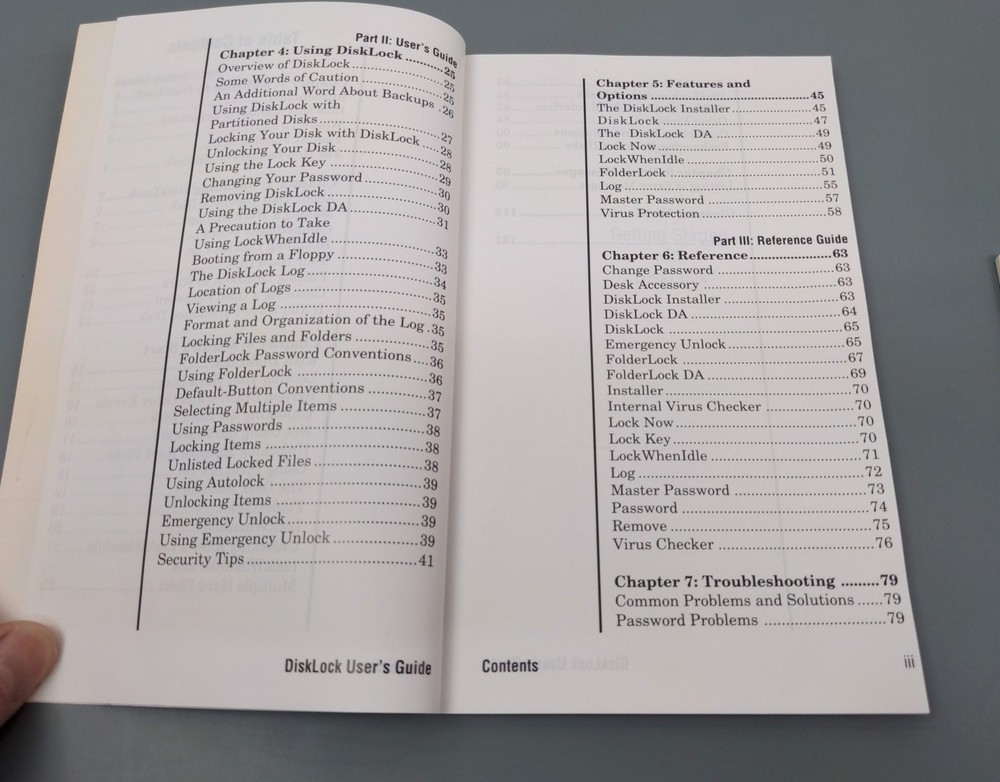 Part II: User's Guide
Chapter 4: Using DiskLock ..........25
Overview of DiskLock........................25
Some Words of Caution ......................25
An Additional Word About Backups .26
Using DiskLock with
Partitioned Disks..............................27
Locking Your Disk with DiskLock ....28
Unlocking Your Disk ..........................28
Using the Lock Key ............................29
Changing Your Password ...................30
Removing DiskLock............................30
Using the DiskLock DA......................31
A Precaution to Take
Using LockWhenIdle .........................33
Booting from a Floppy .......................33
The DiskLock Log...............................34
Location of Logs .................................35
Viewing a Log .....................................35
Format and Organization of the Log .35
Locking Files and Folders ..................35
FolderLock Password Conventions....36
Using FolderLock ...............................36
Default-Button Conventions ..............37
Selecting Multiple Items ....................37
Using Passwords ................................38
Locking Items .....................................38
Unlisted Locked Files.........................38
Using Autolock ...................................39
Unlocking Items .................................39
Emergency Unlock..............................39
Using Emergency Unlock...................39
Security Tips.......................................41
DiskLock User's Guide
Chapter 5: Features and
Options ............................................45
The DiskLock Installer......................45
DiskLock ...........................................47
The DiskLock DA ............................49
Lock Now...........................................49
LockWhenIdle ...................................50
FolderLock ........................................51
Log .....................................................55
Master Password ...............................57
Virus Protection.................................58
Part III: Reference Guide
Chapter 6: Reference......................63
Change Password ..............................63
Desk Accessory ..................................63
DiskLock Installer .............................63
DiskLock DA .....................................64
DiskLock ...........................................65
Emergency Unlock.............................65
FolderLock ........................................67
FolderLock DA ..................................69
Installer.............................................70
Internal Virus Checker .....................70
Lock Now...........................................70
Lock Key............................................70
LockWhenIdle ...................................71
Log .....................................................72
Master Password ..............................73
Password ...........................................74
Remove ..............................................75
Virus Checker ...................................76
Chapter 7: Troubleshooting .........79
Common Problems and Solutions ......79
Password Problems ...........................79
Contents
iii